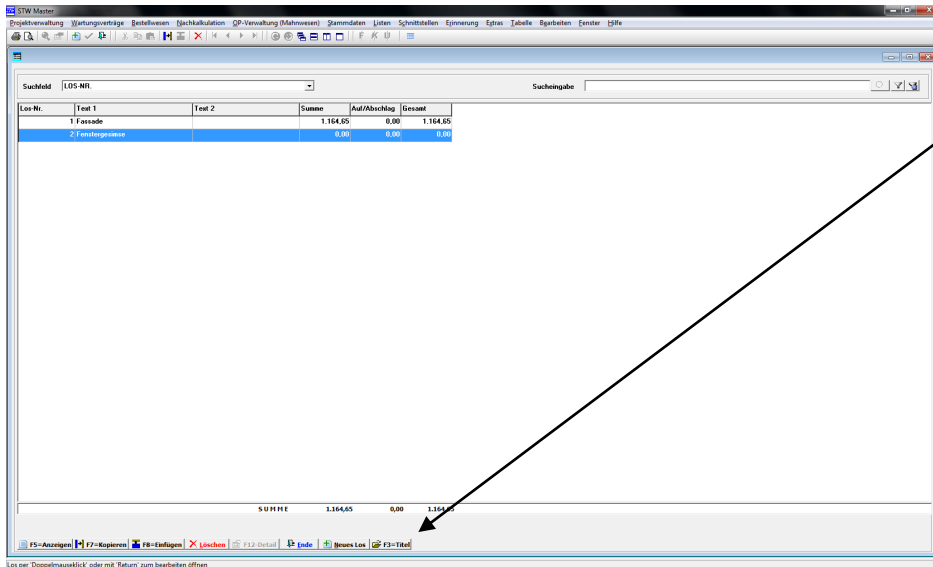 STW Master
Projektverwaltung Wartungsverträge Bestellwesen Nachkalkulation OP-Verwaltung (Mahnwesen) Stammdaten Listen Schnittstellen Erinnerung Extras Tabelle Bearbeiten Fenster Hilfe
F K U
Suchfeld LOS-NR. Sucheingabe
Los-Nr. Text 1 Text 2 Summe Auf/Abschlag Gesamt
1 Fassade 1.164,65 0,00 1.164,65
2 Fenstergesimse 0,00 0,00 0,00
SUMME 1.164,65 0,00 1.164,65
F5=Anzeigen F7=Kopieren F8=Einfügen Löschen F12-Detail Ende Neues Los F3=Titel
Los per 'Doppelmauseklick' oder mit 'Return' zum bearbeiten öffnen